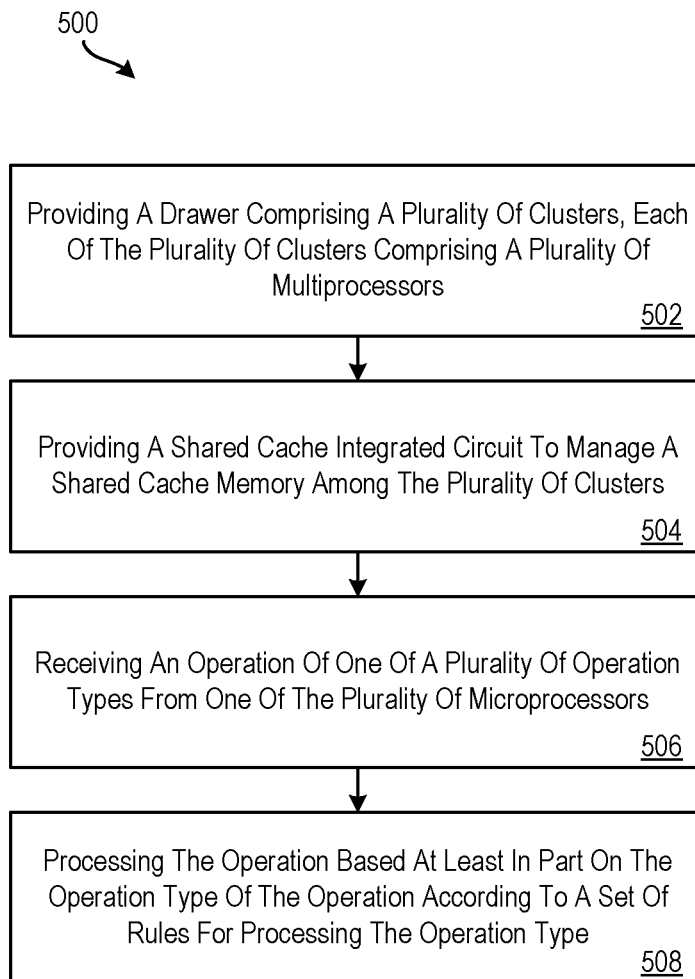 500
Providing A Drawer Comprising A Plurality Of Clusters, Each
Of The Plurality Of Clusters Comprising A Plurality Of
Multiprocessors
502
Providing A Shared Cache Integrated Circuit To Manage A
Shared Cache Memory Among The Plurality Of Clusters
504
Receiving An Operation Of One Of A Plurality Of Operation
Types From One Of The Plurality Of Microprocessors
506
Processing The Operation Based At Least In Part On The
Operation Type Of The Operation According To A Set Of
Rules For Processing The Operation Type
508